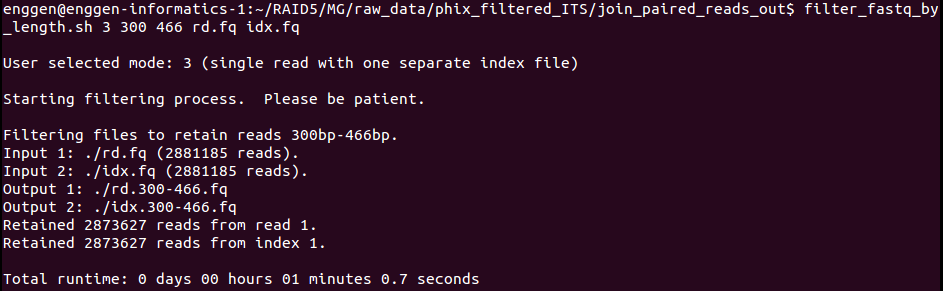 enggen@enggen-informatics-1:~/RAID5/MG/raw_data/phix_filtered_ITS/join_paired_reads_out$ filter_fastq_by
_length.sh 3 300 466 rd.fq idx.fq
User selected mode: 3 (single read with one separate index file)
Starting filtering process.  Please be patient.
Filtering files to retain reads 300bp-466bp.
Input 1: ./rd.fq (2881185 reads).
Input 2: ./idx.fq (2881185 reads).
Output 1: ./rd.300-466.fq
Output 2: ./idx.300-466.fq
Retained 2873627 reads from read 1.
Retained 2873627 reads from index 1.
Total runtime: 0 days 00 hours 01 minutes 0.7 seconds